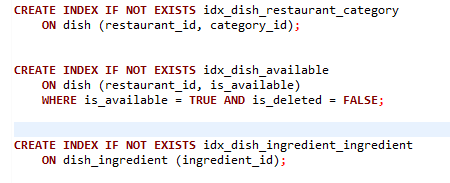 CREATE INDEX IF NOT EXISTS idx_dish_restaurant_category
ON dish (restaurant_id, category_id);
CREATE INDEX IF NOT EXISTS idx_dish_available
ON dish (restaurant_id, is_available)
WHERE is_available = TRUE AND is_deleted = FALSE;
CREATE INDEX IF NOT EXISTS idx_dish_ingredient_ingredient
ON dish_ingredient (ingredient_id);